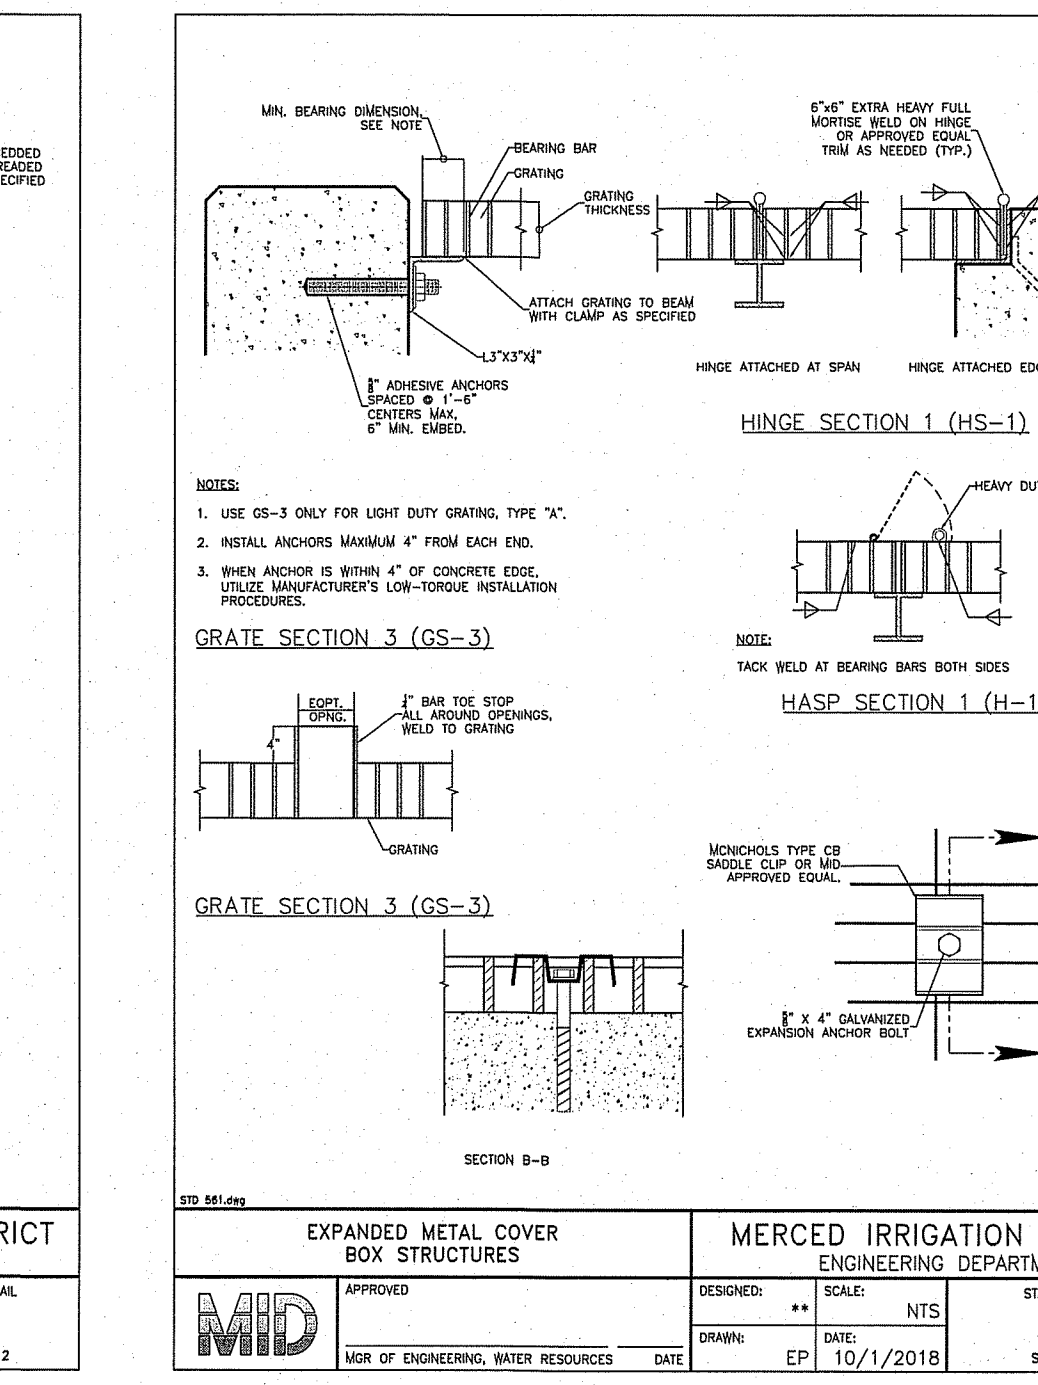 EDDED
READED
ECIFIED
RICT
AIL
2
MIN. BEARING DIMENSION,
SEE NOTE
BEARING BAR
GRATING
GRATING
THICKNESS
ATTACH GRATING TO BEAM
WITH CLAMP AS SPECIFIED
L3"X3"X¼"
" ADHESIVE ANCHORS
SPACED @ 1'-6"
CENTERS MAX,
6" MIN. EMBED.
6"x6" EXTRA HEAVY FULL
MORTISE WELD ON HINGE
OR APPROVED EQUAL
TRIM AS NEEDED (TYP.)
HINGE ATTACHED AT SPAN
HINGE ATTACHED EDG
HINGE SECTION 1 (HS-1)
NOTES:
1. USE GS-3 ONLY FOR LIGHT DUTY GRATING, TYPE "A".
2. INSTALL ANCHORS MAXIMUM 4" FROM EACH END.
3. WHEN ANCHOR IS WITHIN 4" OF CONCRETE EDGE,
UTILIZE MANUFACTURER'S LOW-TORQUE INSTALLATION
PROCEDURES.
GRATE SECTION 3 (GS-3)
HEAVY DU
NOTE:
TACK WELD AT BEARING BARS BOTH SIDES
HASP SECTION 1 (H-1
EQPT.
OPNG.
4"
¼" BAR TOE STOP
ALL AROUND OPENINGS,
WELD TO GRATING
GRATING
GRATE SECTION 3 (GS-3)
MCNICHOLS TYPE CB
SADDLE CLIP OR MID
APPROVED EQUAL.
" X 4" GALVANIZED
EXPANSION ANCHOR BOLT
SECTION B-B
STD 561.dwg
EXPANDED METAL COVER
BOX STRUCTURES
MERCED IRRIGATION
ENGINEERING DEPARTM
MID
APPROVED
MGR OF ENGINEERING, WATER RESOURCES DATE
DESIGNED:
**
SCALE:
NTS
ST
DRAWN:
EP
DATE:
10/1/2018
S